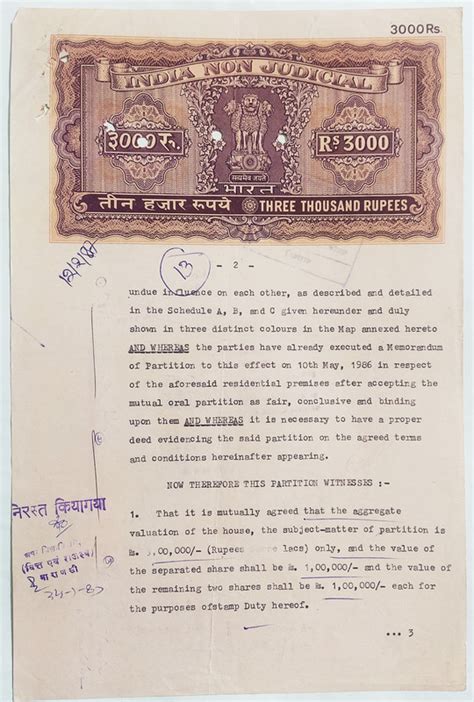 3000Rs.
INDIA NON JUDICIAL
३०००रु.
Rs 3000
सत्यमेव जयते
भारत
तीन हजार रुपये THREE THOUSAND RUPEES
13
- 2 -
undue influence on each other, as described and detailed
in the Schedule A, B, and C given hereunder and duly
shown in three distinct colours in the Map annexed hereto
AND WHEREAS the parties have already executed a Memorandum
of Partition to this effect on 10th May, 1986 in respect
of the aforesaid residential premises after accepting the
mutual oral partition as fair, conclusive and binding
upon them AND WHEREAS it is necessary to have a proper
deed evidencing the said partition on the agreed terms
and conditions hereinafter appearing.
NOW THEREFORE THIS PARTITION WITNESSES :-
1. That it is mutually agreed that the aggregate
valuation of the house, the subject-matter of partition is
Rs. 3,00,000/- (Rupees lacs) only, and the value of
the separated share shall be Rs. 1,00,000/- and the value of
the remaining two shares shall be Rs. 1,00,000/- each for
the purposes ofstamp Duty hereof.
... 3
निरस्त किया गया
(वित्त एवं राजस्व)
वाराणसी